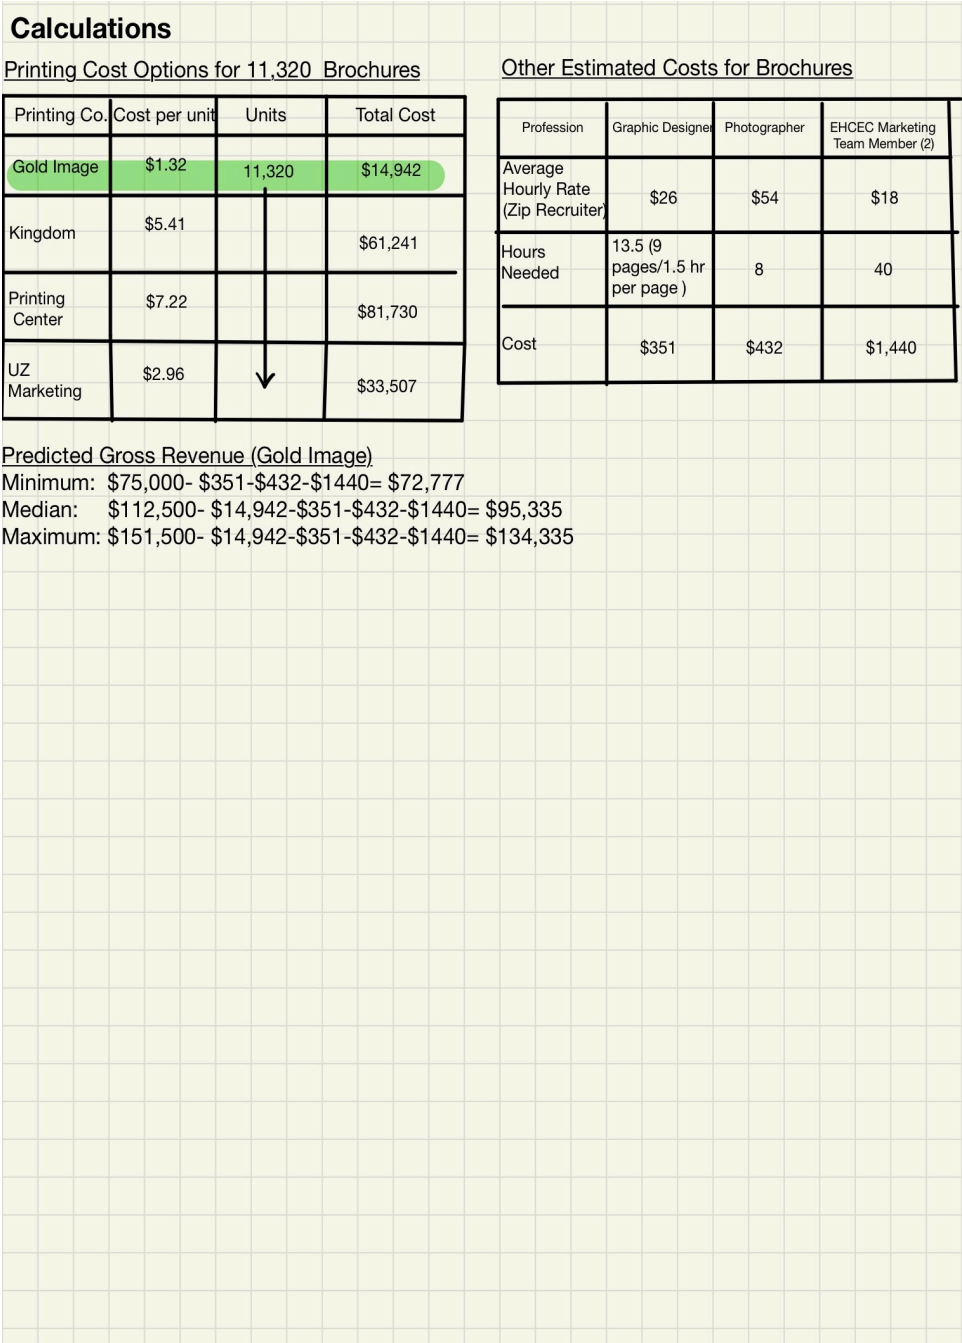 Calculations
Printing Cost Options for 11,320 Brochures
Printing Co. Cost per unit Units Total Cost
Gold Image $1.32 11,320 $14,942
Kingdom $5.41 $61,241
Printing
Center $7.22 $81,730
UZ
Marketing $2.96 $33,507
Other Estimated Costs for Brochures
Profession Graphic Designer Photographer EHCEC Marketing
Team Member (2)
Average
Hourly Rate
(Zip Recruiter) $26 $54 $18
Hours
Needed 13.5 (9
pages/1.5 hr
per page ) 8 40
Cost $351 $432 $1,440
Predicted Gross Revenue (Gold Image)
Minimum: $75,000- $351-$432-$1440= $72,777
Median: $112,500- $14,942-$351-$432-$1440= $95,335
Maximum: $151,500- $14,942-$351-$432-$1440= $134,335